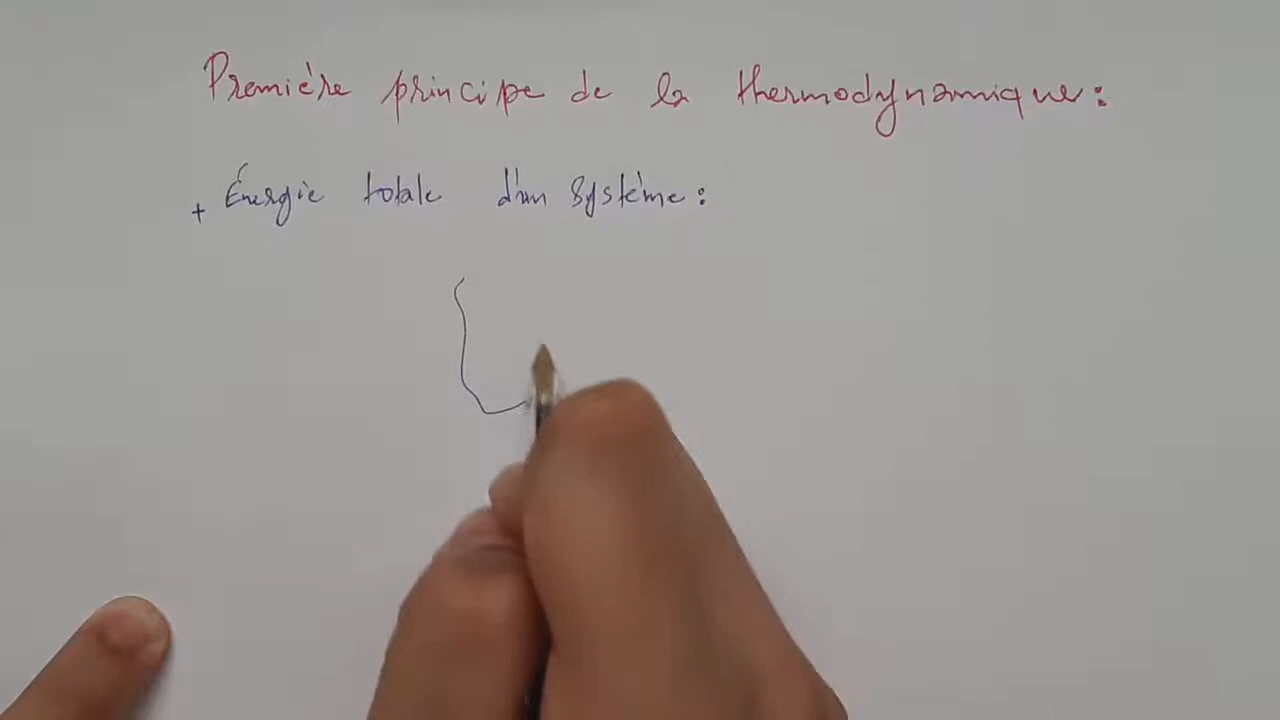 Première principe de la thermodynamique:
+ Énergie totale d'un système: